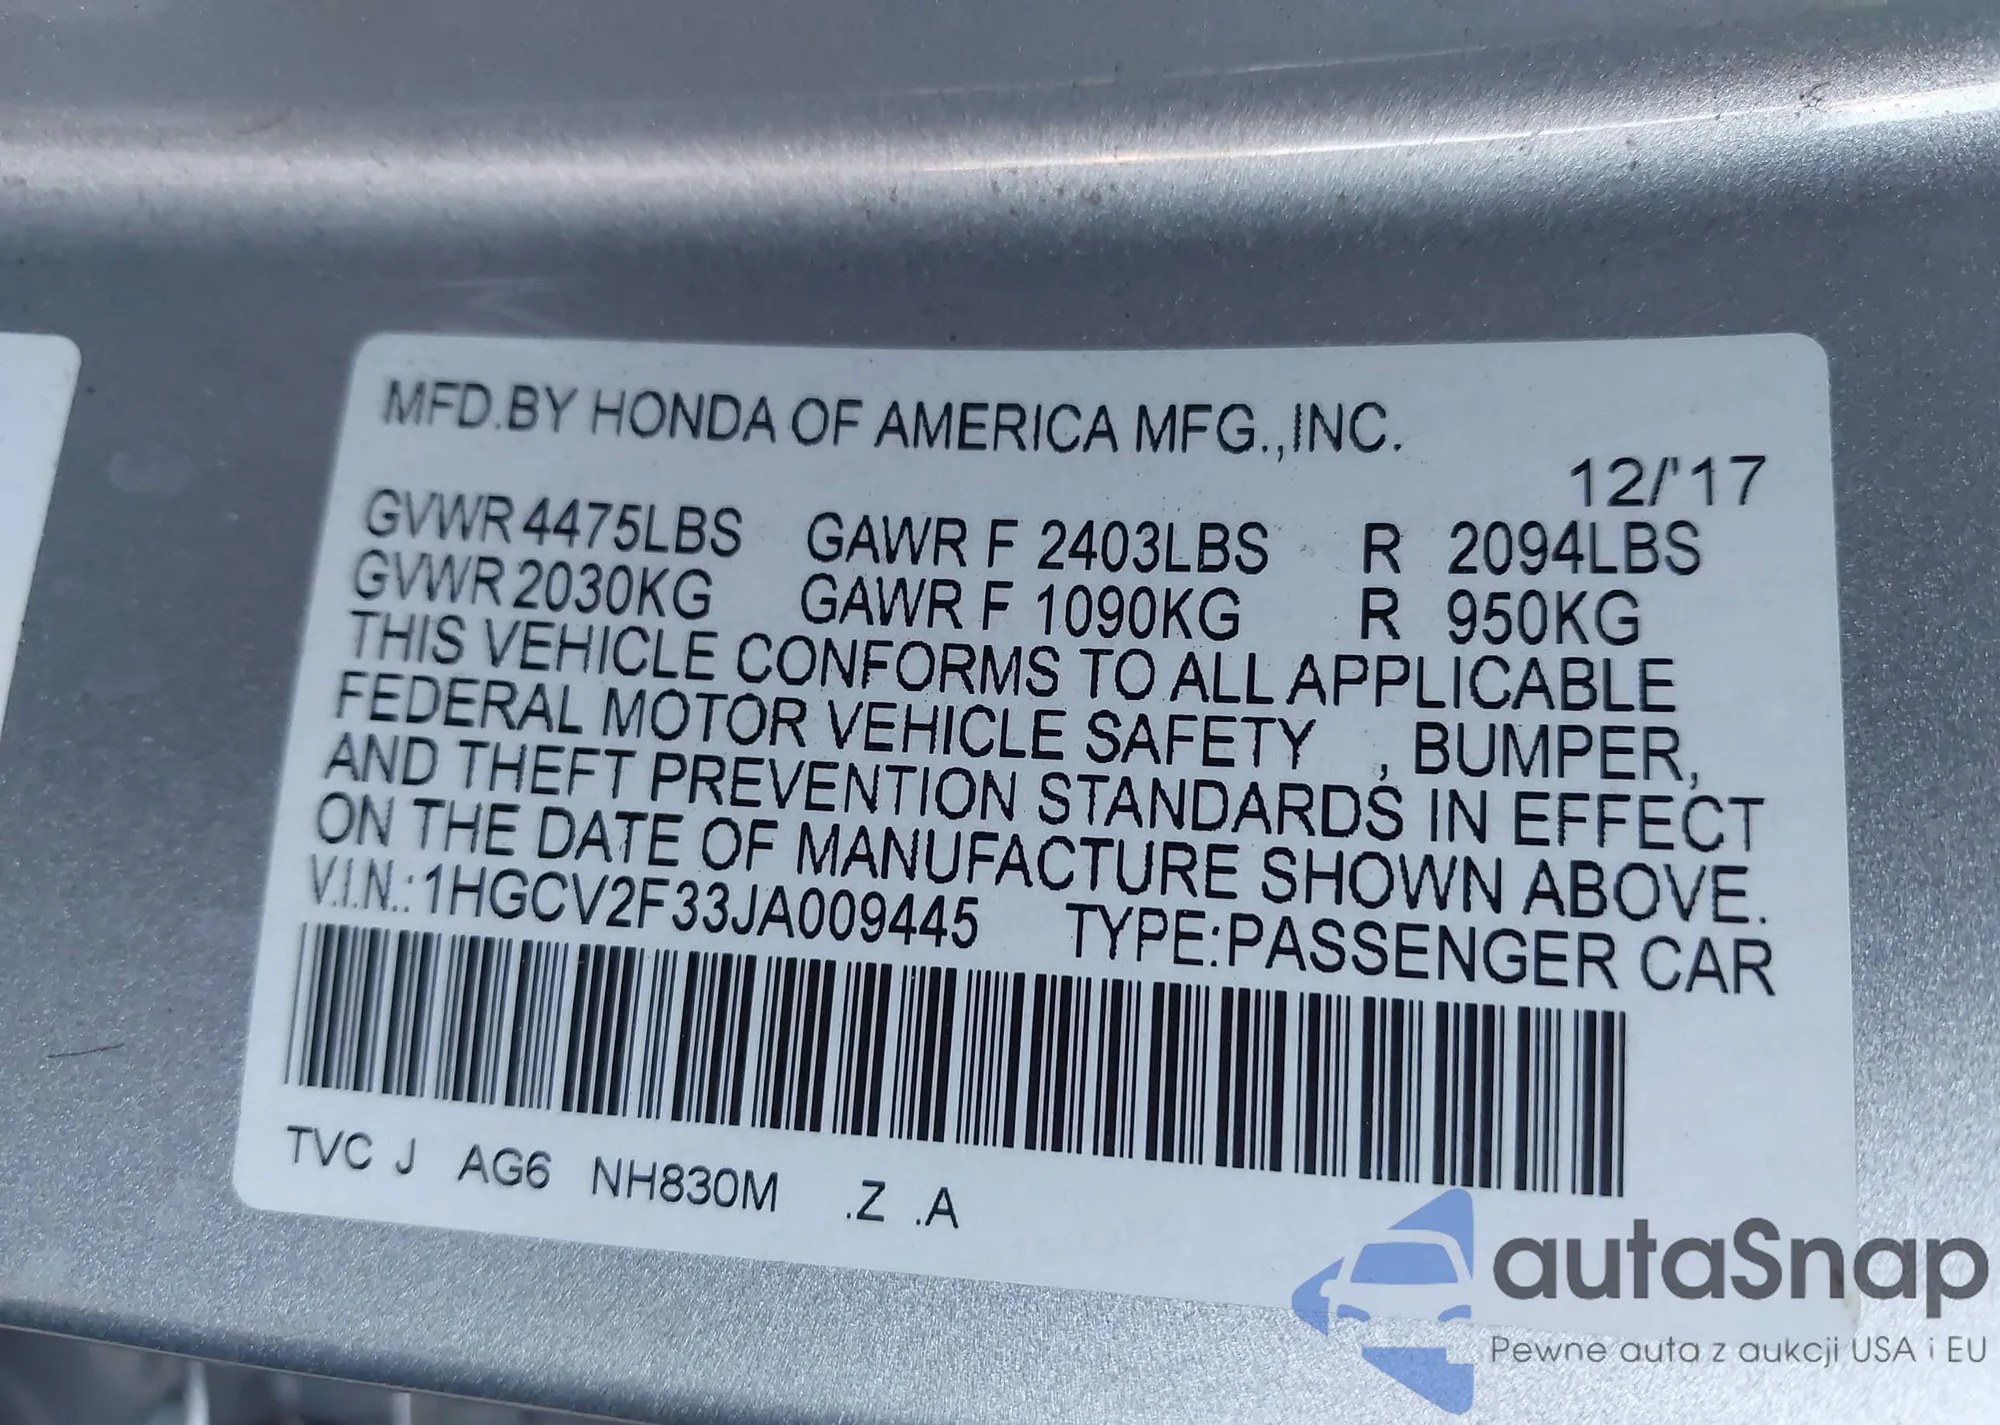 MFD.BY HONDA OF AMERICA MFG.,INC.
12/'17
GVWR 4475LBS GAWR F 2403LBS R 2094LBS
GVWR 2030KG GAWR F 1090KG R 950KG
THIS VEHICLE CONFORMS TO ALL APPLICABLE
FEDERAL MOTOR VEHICLE SAFETY , BUMPER,
AND THEFT PREVENTION STANDARDS IN EFFECT
ON THE DATE OF MANUFACTURE SHOWN ABOVE.
V.I.N.: 1HGCV2F33JA009445 TYPE:PASSENGER CAR
TVC J AG6 NH830M .Z .A
autaSnap
Pewne auta z aukcji USA i EU